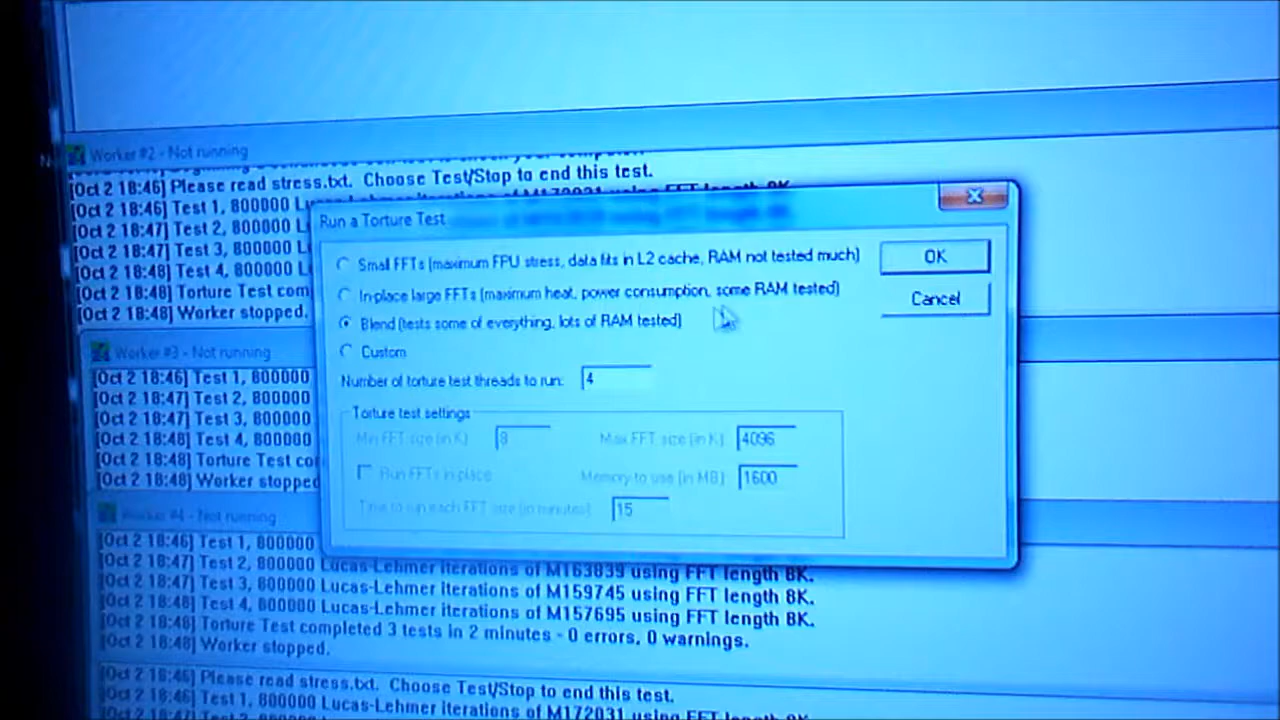 Worker #2 - Not running
[Oct 2 18:46] Please read stress.txt. Choose Test/Stop to end this test.
[Oct 2 18:46] Test 1, 800000 Lucas-Lehmer iterations of M172031 using FFT length 8K.
[Oct 2 18:47] Test 2, 800000
[Oct 2 18:47] Test 3, 800000
[Oct 2 18:48] Test 4, 800000
[Oct 2 18:48] Torture Test
[Oct 2 18:48] Worker stopped.
Run a Torture Test
Small FFTs (maximum FPU stress, data fits in L2 cache, RAM not tested much)
In-place large FFTs (maximum heat, power consumption, some RAM tested)
Blend (tests some of everything, lots of RAM tested)
Custom
Number of torture test threads to run: 4
Torture test settings
Min FFT size (in K): 8
Max FFT size (in K): 4096
Run FFTs in-place
Memory to use (in MB): 1600
Time to run each FFT size (in minutes): 15
OK
Cancel
Worker #3 - Not running
[Oct 2 18:46] Test 1, 800000
[Oct 2 18:47] Test 2, 800000
[Oct 2 18:47] Test 3, 800000
[Oct 2 18:48] Test 4, 800000
[Oct 2 18:48] Torture Test
[Oct 2 18:48] Worker stopped
Worker #4 - Not running
[Oct 2 18:46] Test 1, 800000
[Oct 2 18:47] Test 2, 800000 Lucas-Lehmer iterations of M163839 using FFT length 8K.
[Oct 2 18:47] Test 3, 800000 Lucas-Lehmer iterations of M159745 using FFT length 8K.
[Oct 2 18:48] Test 4, 800000 Lucas-Lehmer iterations of M157695 using FFT length 8K.
[Oct 2 18:48] Torture Test completed 3 tests in 2 minutes - 0 errors, 0 warnings.
[Oct 2 18:48] Worker stopped.
[Oct 2 18:46] Please read stress.txt. Choose Test/Stop to end this test.
[Oct 2 18:46] Test 1, 800000 Lucas-Lehmer iterations of M172031 using FFT length 8K.